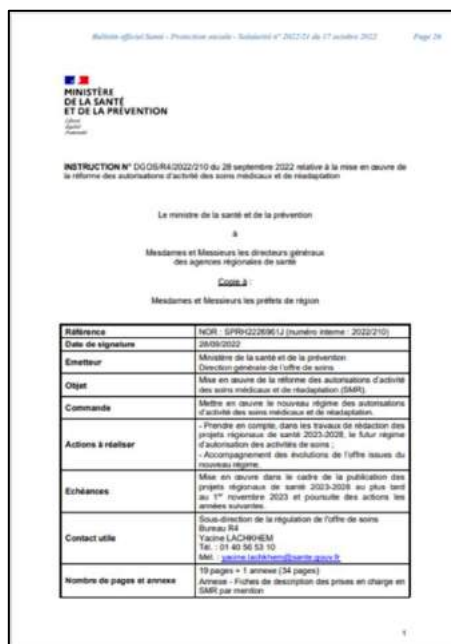 Bulletin officiel Santé - Protection sociale - Solidarité n° 2022/21 du 17 octobre 2022 Page 26
MINISTÈRE
DE LA SANTÉ
ET DE LA PRÉVENTION
Liberté
Égalité
Fraternité
INSTRUCTION N° DGOS/R4/2022/210 du 28 septembre 2022 relative à la mise en œuvre de
la réforme des autorisations d'activité des soins médicaux et de réadaptation
Le ministre de la santé et de la prévention
à
Mesdames et Messieurs les directeurs généraux
des agences régionales de santé
Copie à :
Mesdames et Messieurs les préfets de région
Référence NOR : SPRH2226961J (numéro interne : 2022/210)
Date de signature 28/09/2022
Emetteur Ministère de la santé et de la prévention
Direction générale de l'offre de soins
Objet Mise en œuvre de la réforme des autorisations d'activité
des soins médicaux et de réadaptation (SMR).
Commande Mettre en œuvre le nouveau régime des autorisations
d'activité des soins médicaux et de réadaptation.
Actions à réaliser - Prendre en compte, dans les travaux de rédaction des
projets régionaux de santé 2023-2028, le futur régime
d'autorisation des activités de soins ;
- Accompagnement des évolutions de l'offre issues du
nouveau régime.
Echéances Mise en œuvre dans le cadre de la publication des
projets régionaux de santé 2023-2028 au plus tard
au 1er novembre 2023 et poursuite des actions les
années suivantes.
Contact utile Sous-direction de la régulation de l'offre de soins
Bureau R4
Yacine LACHKHEM
Tél. : 01 40 56 53 10
Mél. : yacine.lachkhem@sante.gouv.fr
Nombre de pages et annexe 19 pages + 1 annexe (34 pages)
Annexe - Fiches de description des prises en charge en
SMR par mention
1